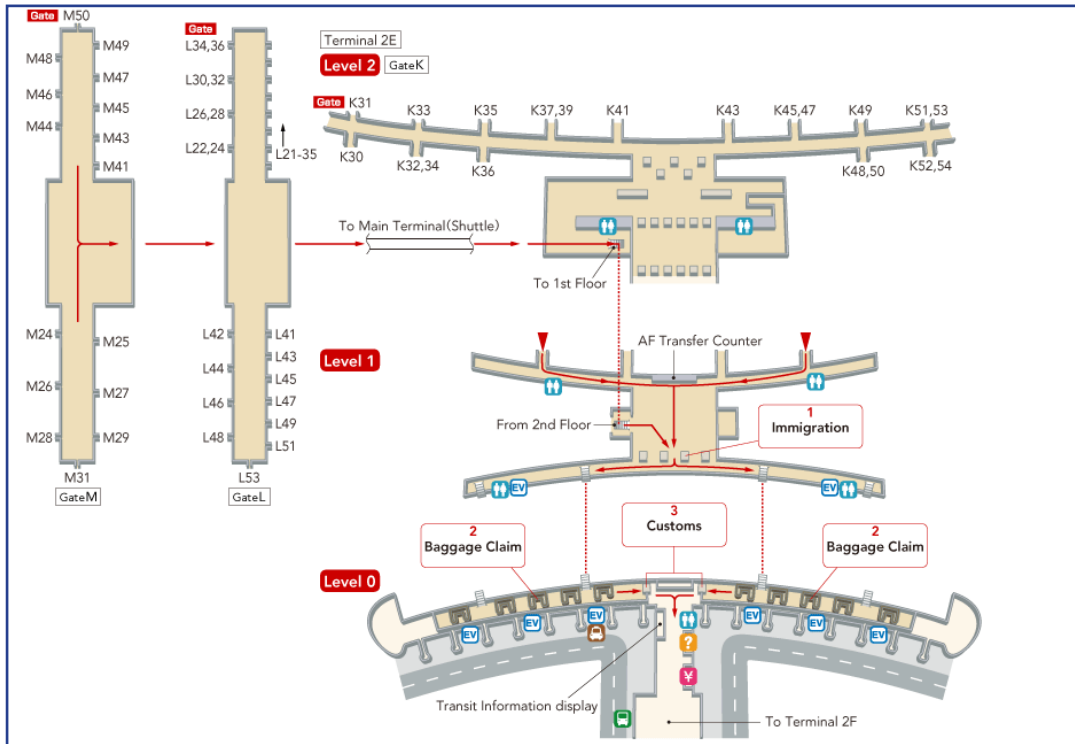 Gate M50
M49
M48
M47
M46
M45
M44
M43
M41
M24
M25
M26
M27
M28
M29
M31
GateM
Gate
L34,36
L30,32
L26,28
L22,24
L21-35
L42
L41
L43
L44
L45
L46
L47
L49
L48
L51
L53
GateL
Terminal 2E
Level 2 GateK
Gate K31
K33
K35
K37,39
K41
K43
K45,47
K49
K51,53
K30
K32,34
K36
K48,50
K52,54
To Main Terminal(Shuttle)
To 1st Floor
Level 1
AF Transfer Counter
From 2nd Floor
1
Immigration
EV
EV
3
Customs
2
Baggage Claim
2
Baggage Claim
Level 0
EV
EV
EV
EV
EV
EV
?
¥
Transit Information display
To Terminal 2F